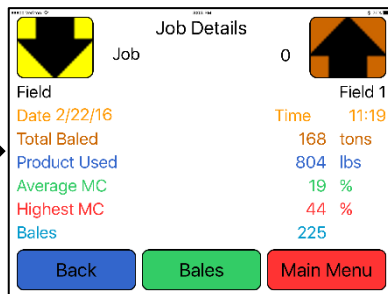 Job Details
Job 0
Field Field 1
Date 2/22/16 Time 11:19
Total Baled 168 tons
Product Used 804 lbs
Average MC 19 %
Highest MC 44 %
Bales 225
Back Bales Main Menu